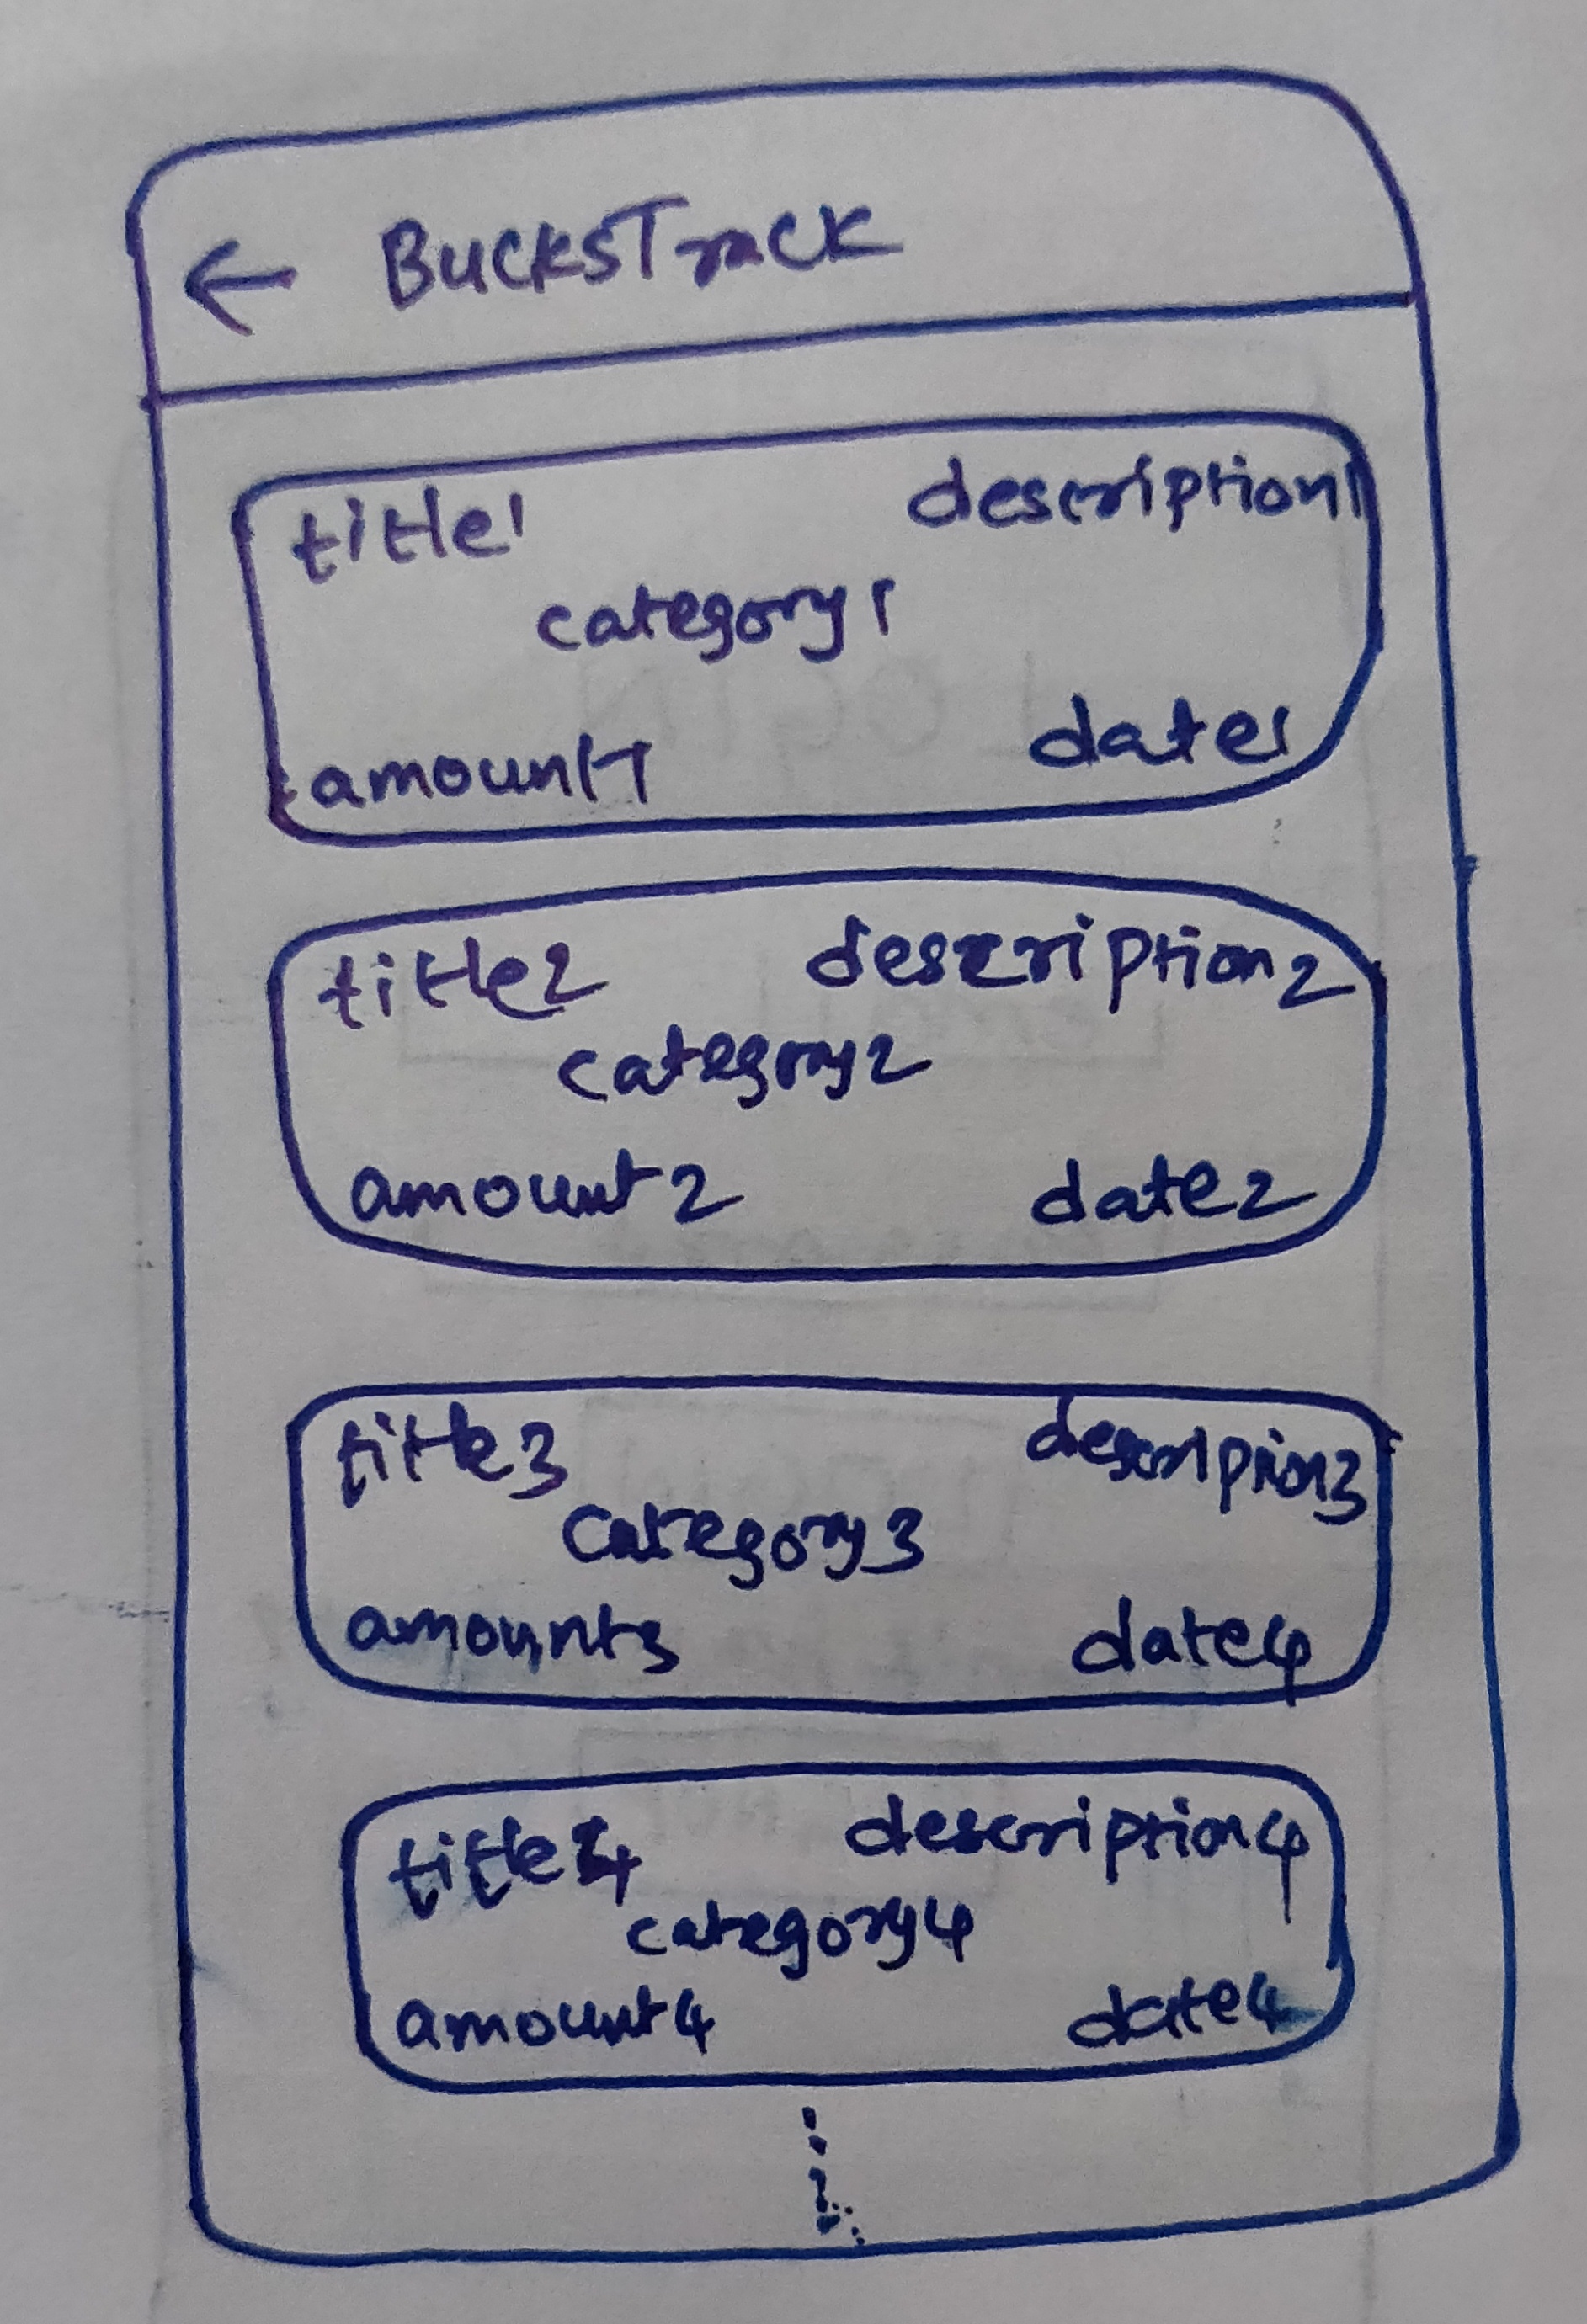 ← BUCKSTrack
title1 description1
category1
amount1
date1
title2 description2
category2
amount2 date2
title3 descripion3
category3
amount3 date4
title4 description4
category4
amount4 date4